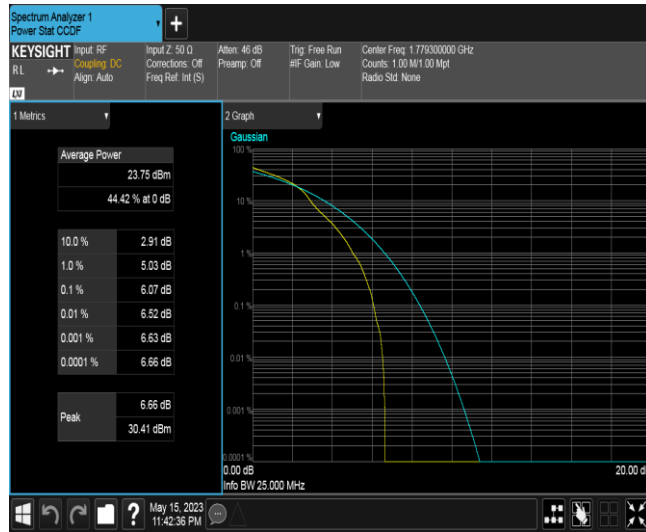 Spectrum Analyzer 1
Power Stat CCDF
+
KEYSIGHT
RL
LXI
Input: RF
Coupling: DC
Align: Auto
Input Z: 50 Ω
Corrections: Off
Freq Ref: Int (S)
Atten: 46 dB
Preamp: Off
Trig: Free Run
#IF Gain: Low
Center Freq: 1.779300000 GHz
Counts: 1.00 M/1.00 Mpt
Radio Std: None
1 Metrics
Average Power
23.75 dBm
44.42 % at 0 dB
10.0 % 2.91 dB
1.0 % 5.03 dB
0.1 % 6.07 dB
0.01 % 6.52 dB
0.001 % 6.63 dB
0.0001 % 6.66 dB
Peak
6.66 dB
30.41 dBm
2 Graph
Gaussian
100 %
10 %
1 %
0.1 %
0.01 %
0.001 %
0.0001 %
0.00 dB
20.00 d
Info BW 25.000 MHz
?
May 15, 2023
11:42:36 PM